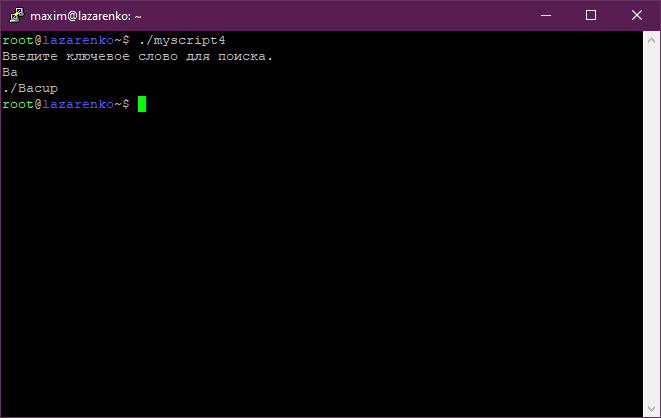 maxim@lazarenko: ~
root@lazarenko~$ ./myscript4
Введите ключевое слово для поиска.
Ba
./Bacup
root@lazarenko~$